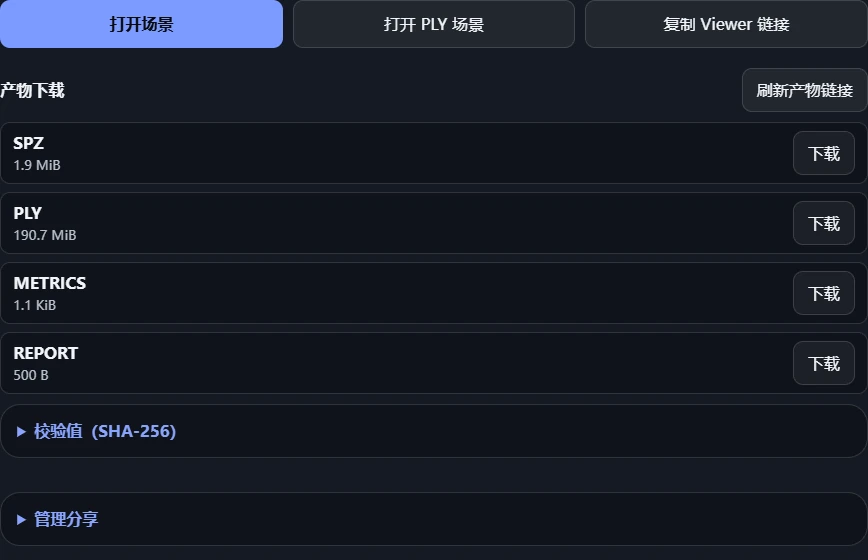 打开场景
打开 PLY 场景
复制 Viewer 链接
产物下载
刷新产物链接
SPZ
1.9 MiB
下载
PLY
190.7 MiB
下载
METRICS
1.1 KiB
下载
REPORT
500 B
下载
校验值（SHA-256）
管理分享